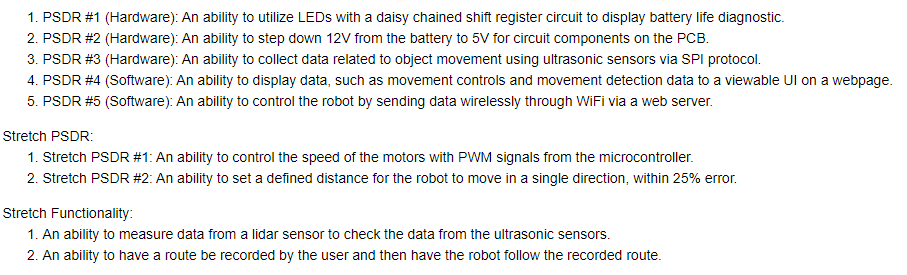 1. PSDR #1 (Hardware): An ability to utilize LEDs with a daisy chained shift register circuit to display battery life diagnostic.
2. PSDR #2 (Hardware): An ability to step down 12V from the battery to 5V for circuit components on the PCB.
3. PSDR #3 (Hardware): An ability to collect data related to object movement using ultrasonic sensors via SPI protocol.
4. PSDR #4 (Software): An ability to display data, such as movement controls and movement detection data to a viewable UI on a webpage.
5. PSDR #5 (Software): An ability to control the robot by sending data wirelessly through WiFi via a web server.
Stretch PSDR:
1. Stretch PSDR #1: An ability to control the speed of the motors with PWM signals from the microcontroller.
2. Stretch PSDR #2: An ability to set a defined distance for the robot to move in a single direction, within 25% error.
Stretch Functionality:
1. An ability to measure data from a lidar sensor to check the data from the ultrasonic sensors.
2. An ability to have a route be recorded by the user and then have the robot follow the recorded route.